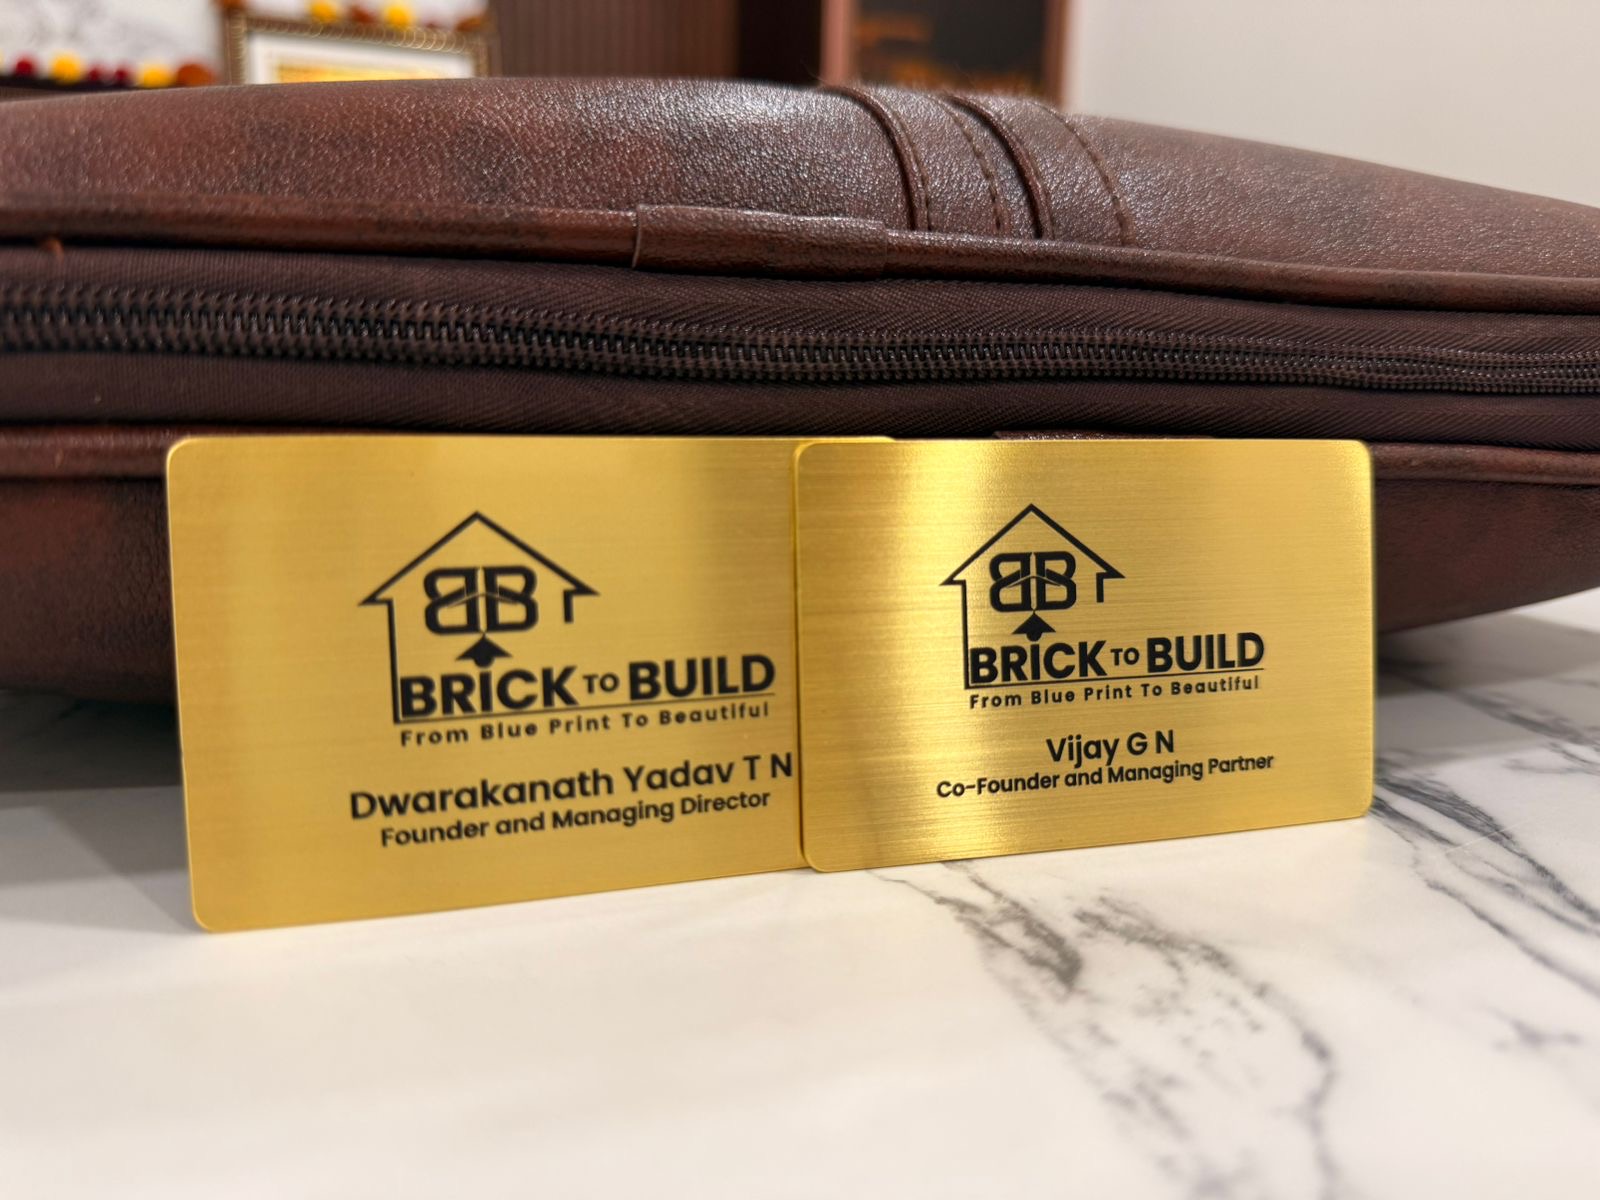 BB
BRICK TO BUILD
From Blue Print To Beautiful
Dwarakanath Yadav T N
Founder and Managing Director
BB
BRICK TO BUILD
From Blue Print To Beautiful
Vijay G N
Co-Founder and Managing Partner